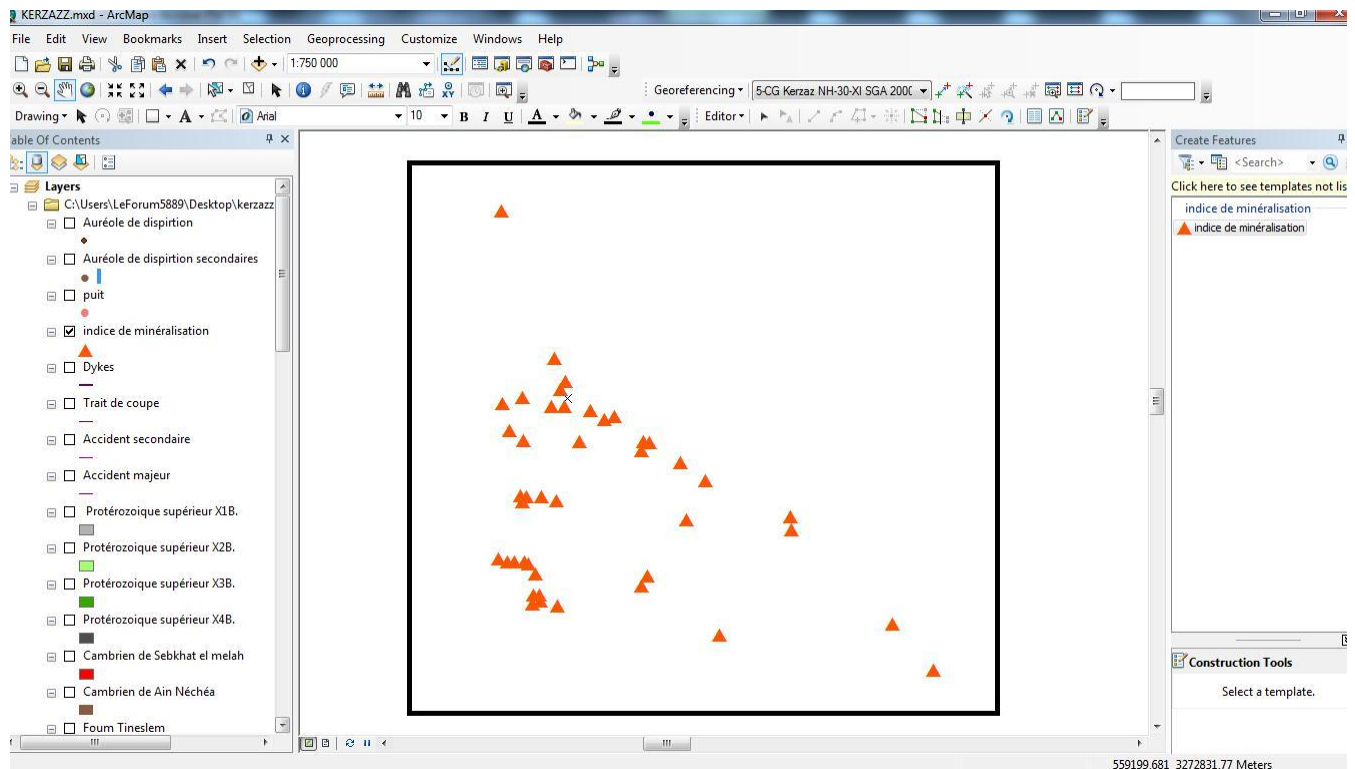 KERZAZZ.mxd - ArcMap
File Edit View Bookmarks Insert Selection Geoprocessing Customize Windows Help
1:750 000
Georeferencing 5-CG Kerzaz NH-30-XI SGA 200
Drawing Arial 10 B I U A Editor
able Of Contents
Layers
C:\Users\LeForum5889\Desktop\kerzazz
Auréole de dispirtion
Auréole de dispirtion secondaires
puit
indice de minéralisation
Dykes
Trait de coupe
Accident secondaire
Accident majeur
Protérozoique supérieur X1B.
Protérozoique supérieur X2B.
Protérozoique supérieur X3B.
Protérozoique supérieur X4B.
Cambrien de Sebkhat el melah
Cambrien de Ain Néchéa
Foum Tineslem
Create Features
<Search>
Click here to see templates not lis
indice de minéralisation
indice de minéralisation
Construction Tools
Select a template.
559199.681 3272831.77 Meters